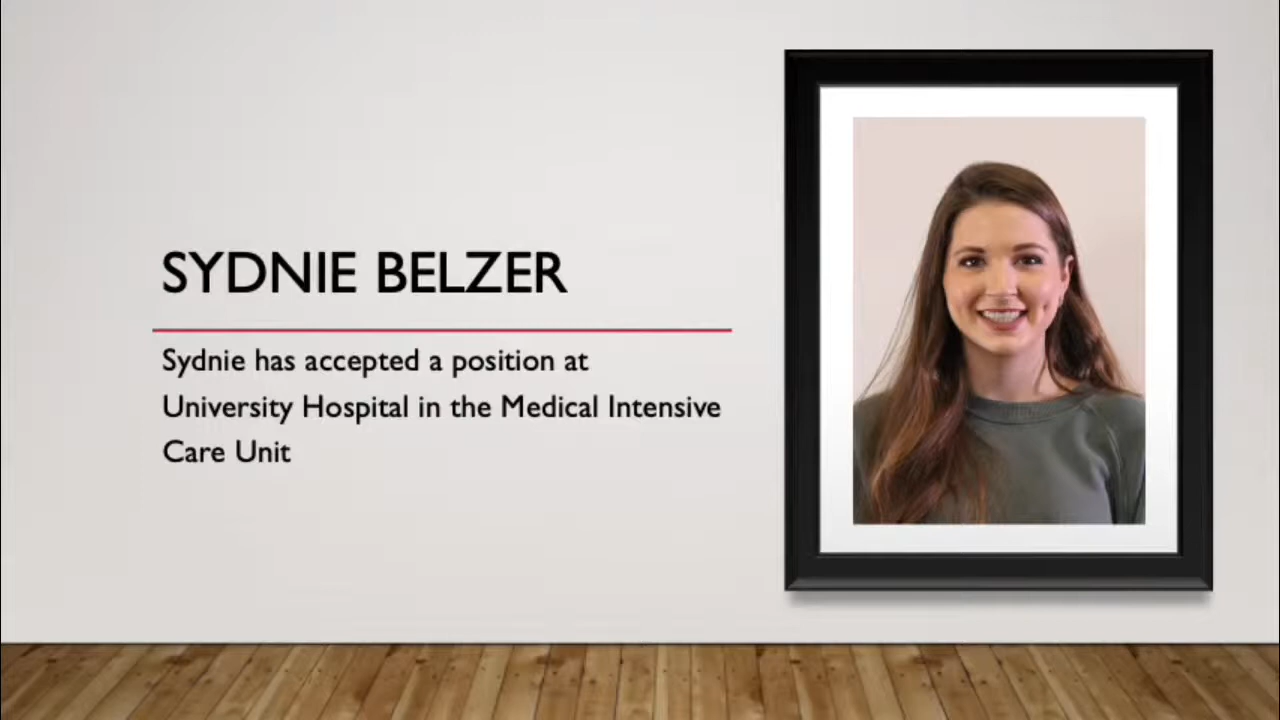 SYDNIE BELZER
Sydnie has accepted a position at
University Hospital in the Medical Intensive
Care Unit